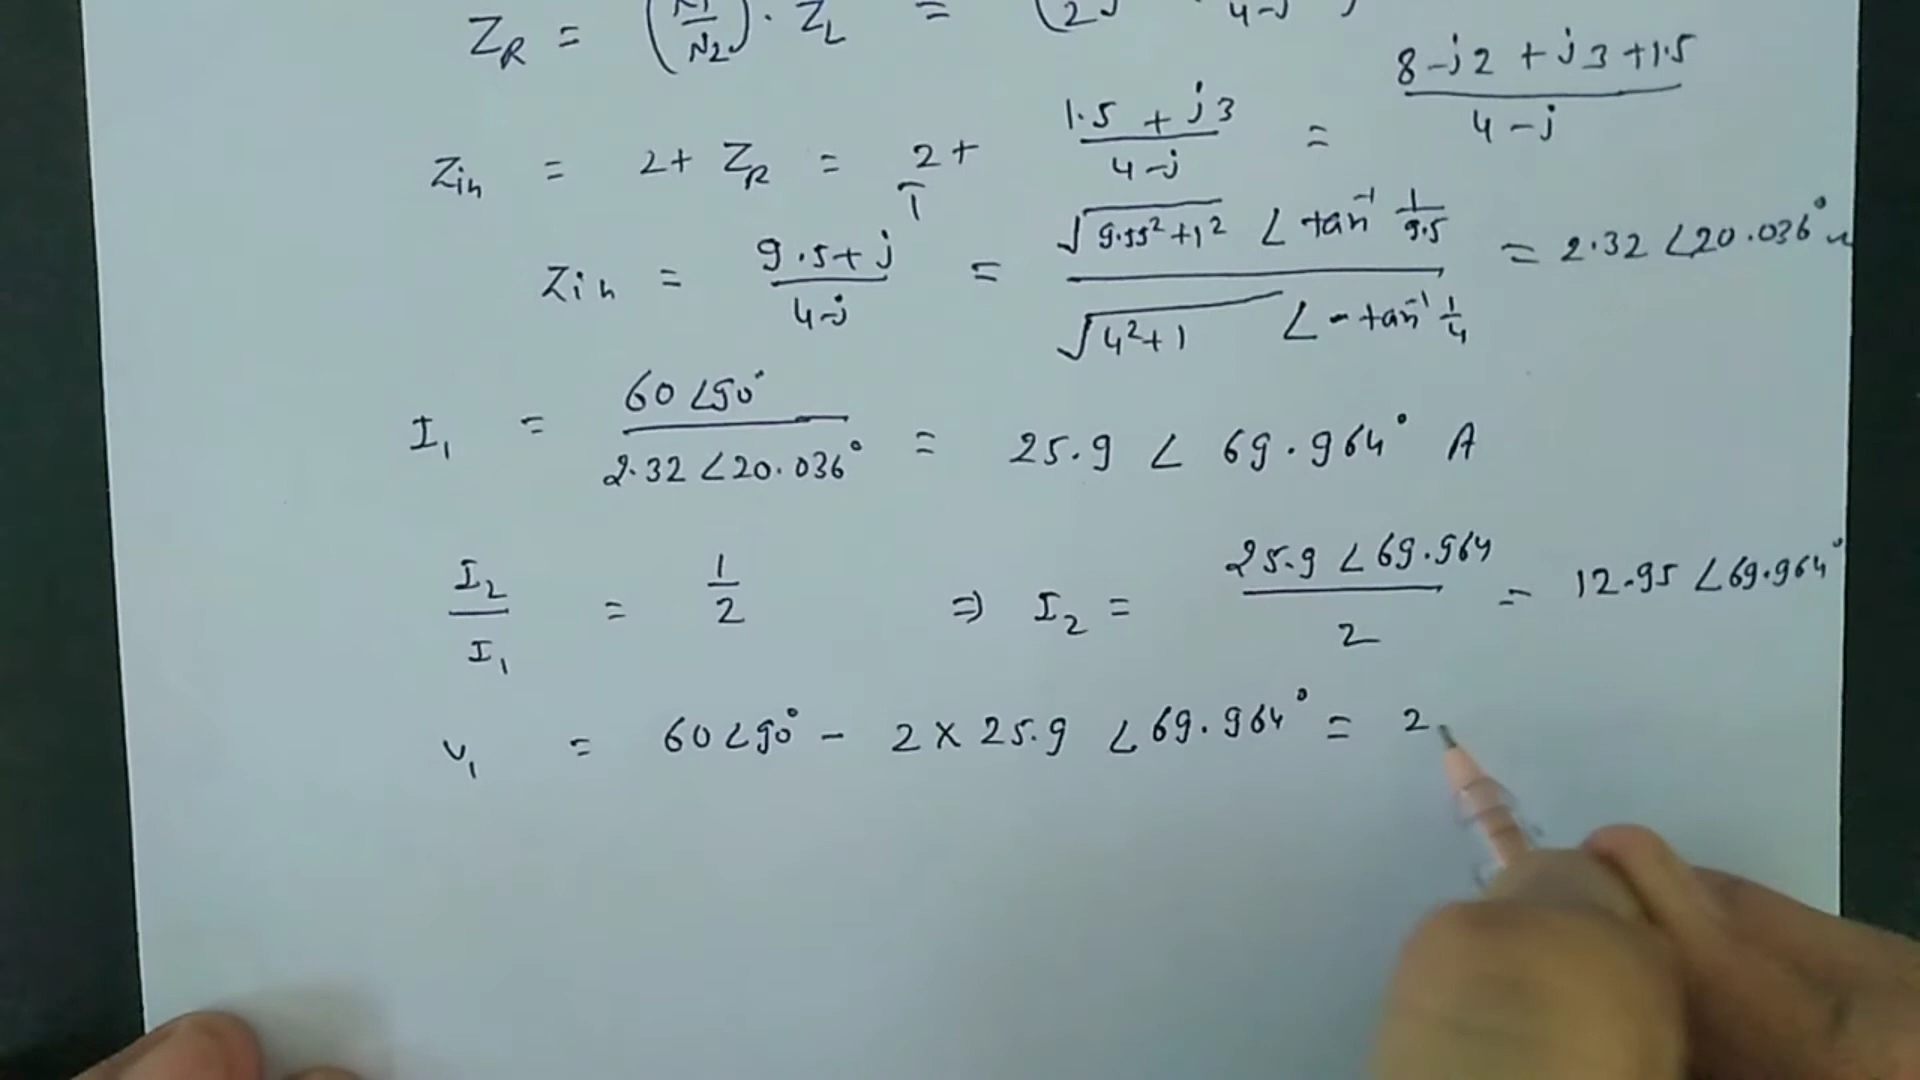 Z_R = (N1/N2) · Z_L = (
Zin = 2 + Z_R = 2/1 + (1.5 + j3)/(4-j) = (8-j2 + j3 + 1.5)/(4-j)
Zin = (9.5+j)/(4-j) = (√(9.55²+1²) ∠ tan⁻¹ 1/9.5)/(√(4²+1) ∠ -tan⁻¹ 1/4) = 2.32 ∠20.036°
I₁ = (60 ∠90°)/(2.32 ∠20.036°) = 25.9 ∠ 69.964° A
I₂/I₁ = 1/2 ⇒ I₂ = (25.9 ∠69.964)/2 = 12.95 ∠69.964°
V₁ = 60∠90° - 2 × 25.9 ∠69.964° = 2